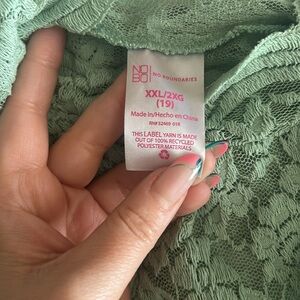 NO
BO
NO BOUNDARIES
XXL/2XG
(19)
Made in/Hecho en China
RN#52469 018
THIS LABEL YARN IS MADE
OUT OF 100% RECYCLED
POLYESTER MATERIALS